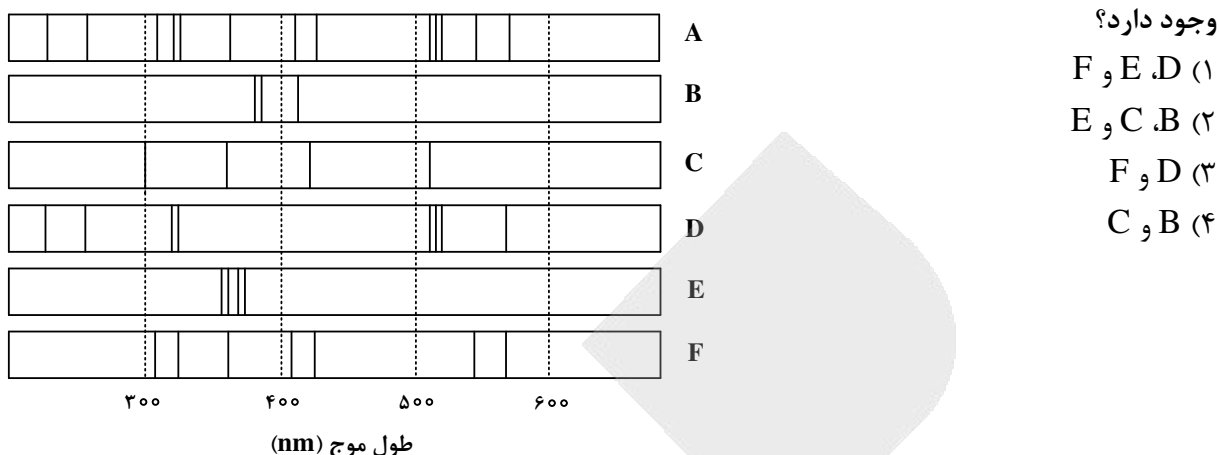 وجود دارد؟
۱) D، E و F
۲) B، C و E
۳) D و F
۴) B و C
A
B
C
D
E
F
۳۰۰ ۴۰۰ ۵۰۰ ۶۰۰
طول موج (nm)